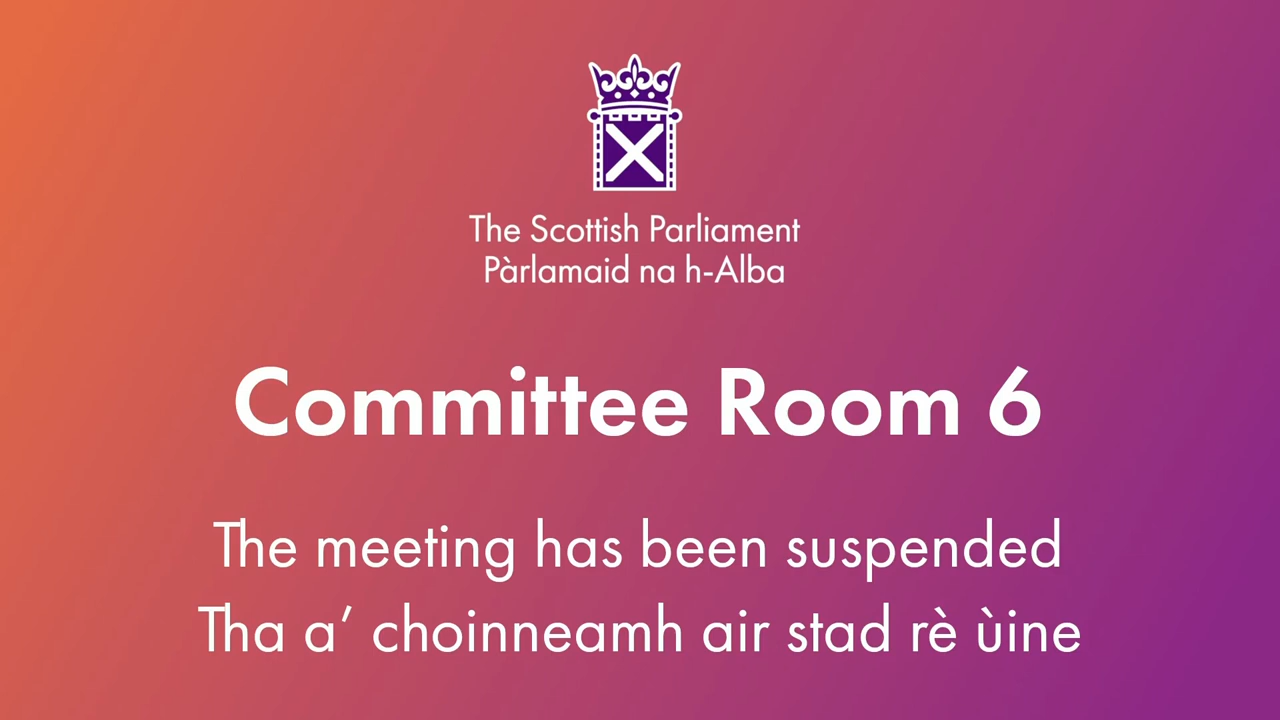 The Scottish Parliament
Pàrlamaid na h-Alba
Committee Room 6
The meeting has been suspended
Tha a’ choinneamh air stad rè ùine